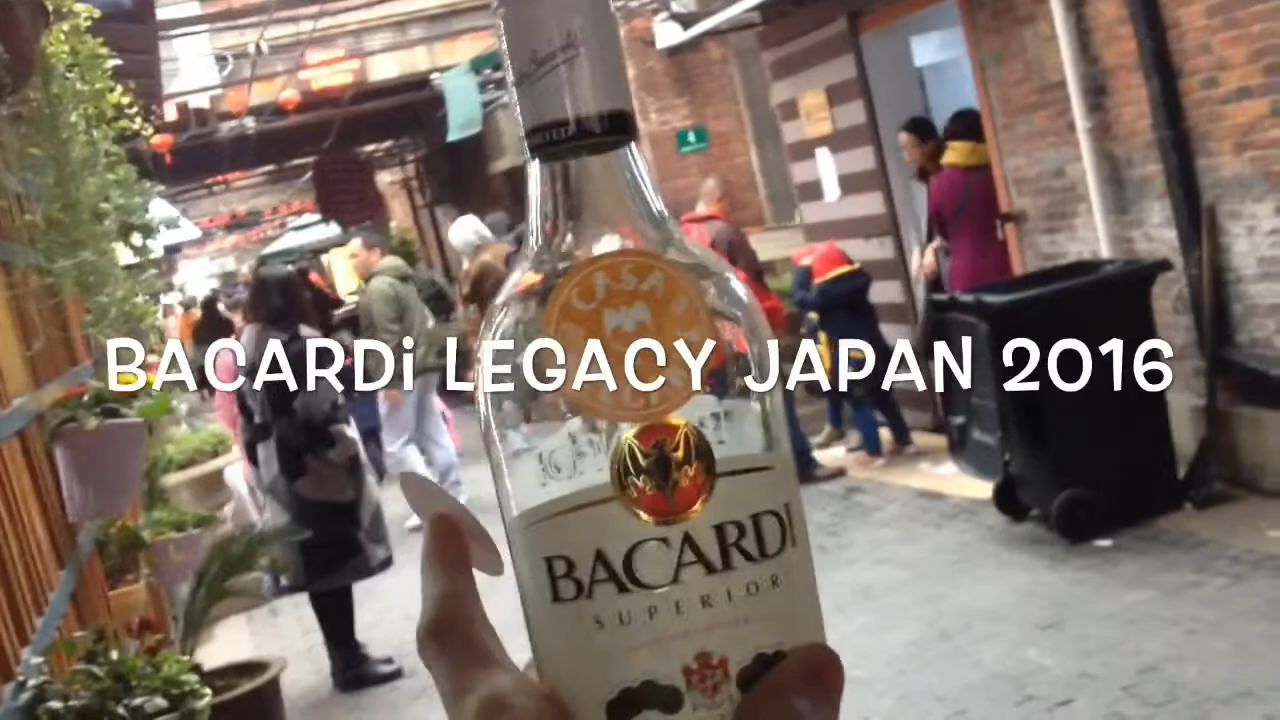 4
CASA
BACARDi LEGACY JAPAN 2016
BACARDI
SUPERIOR